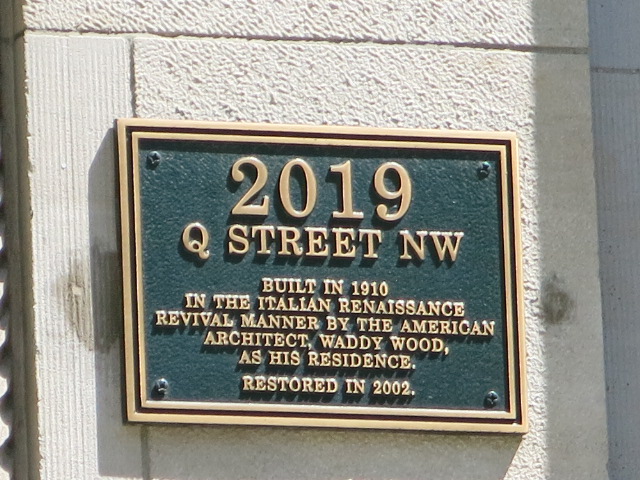 2019
Q STREET NW
BUILT IN 1910
IN THE ITALIAN RENAISSANCE
REVIVAL MANNER BY THE AMERICAN
ARCHITECT, WADDY WOOD,
AS HIS RESIDENCE.
RESTORED IN 2002.